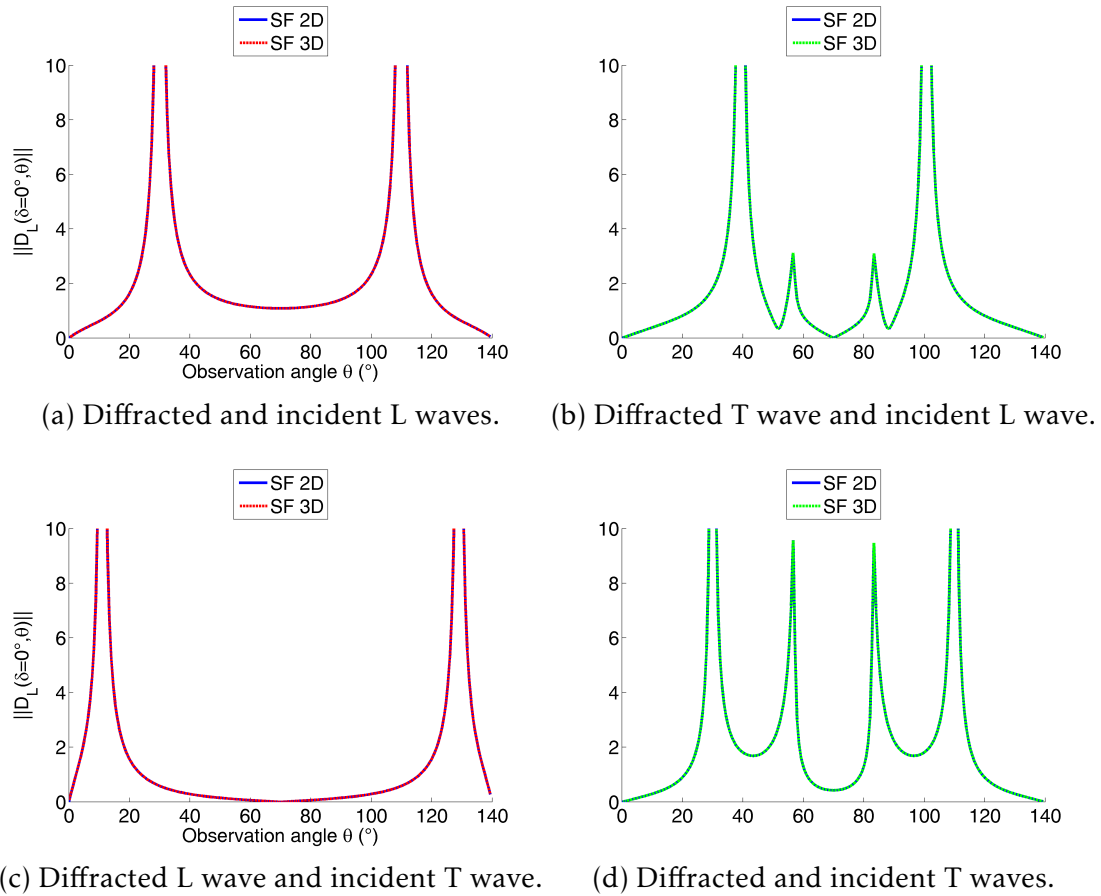 SF 2D
SF 3D
10
8
6
4
2
0
||D_L(δ=0°,θ)||
0 20 40 60 80 100 120 140
Observation angle θ (°)
(a) Diffracted and incident L waves.
SF 2D
SF 3D
10
8
6
4
2
0
0 20 40 60 80 100 120 140
(b) Diffracted T wave and incident L wave.
SF 2D
SF 3D
10
8
6
4
2
0
||D_L(δ=0°,θ)||
0 20 40 60 80 100 120 140
Observation angle θ (°)
(c) Diffracted L wave and incident T wave.
SF 2D
SF 3D
10
8
6
4
2
0
0 20 40 60 80 100 120 140
(d) Diffracted and incident T waves.